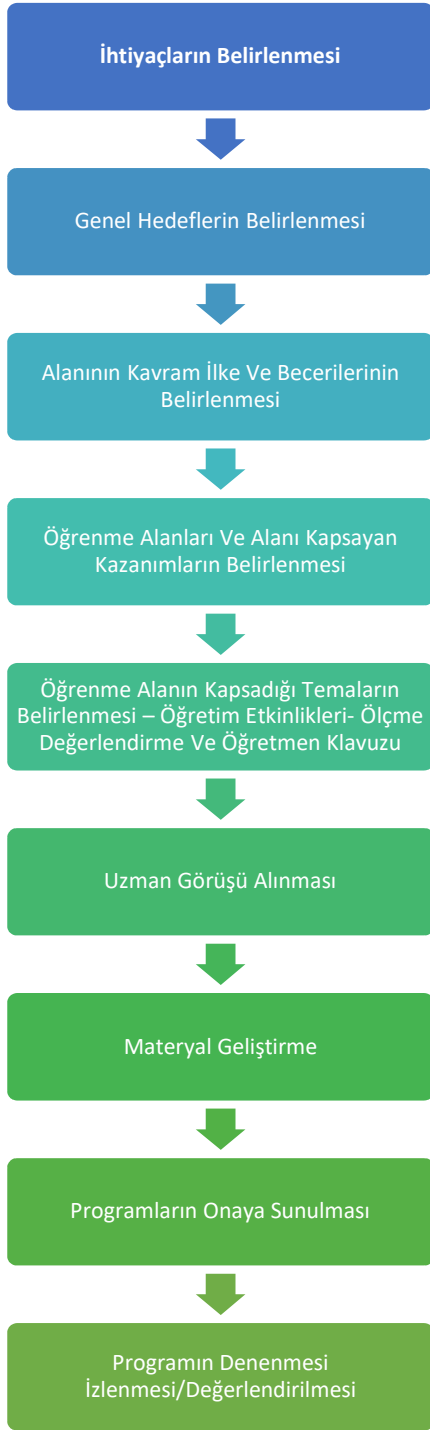 İhtiyaçların Belirlenmesi
Genel Hedeflerin Belirlenmesi
Alanının Kavram İlke Ve Becerilerinin
Belirlenmesi
Öğrenme Alanları Ve Alanı Kapsayan
Kazanımların Belirlenmesi
Öğrenme Alanın Kapsadığı Temaların
Belirlenmesi – Öğretim Etkinlikleri- Ölçme
Değerlendirme Ve Öğretmen Klavuzu
Uzman Görüşü Alınması
Materyal Geliştirme
Programların Onaya Sunulması
Programın Denenmesi
İzlenmesi/Değerlendirilmesi